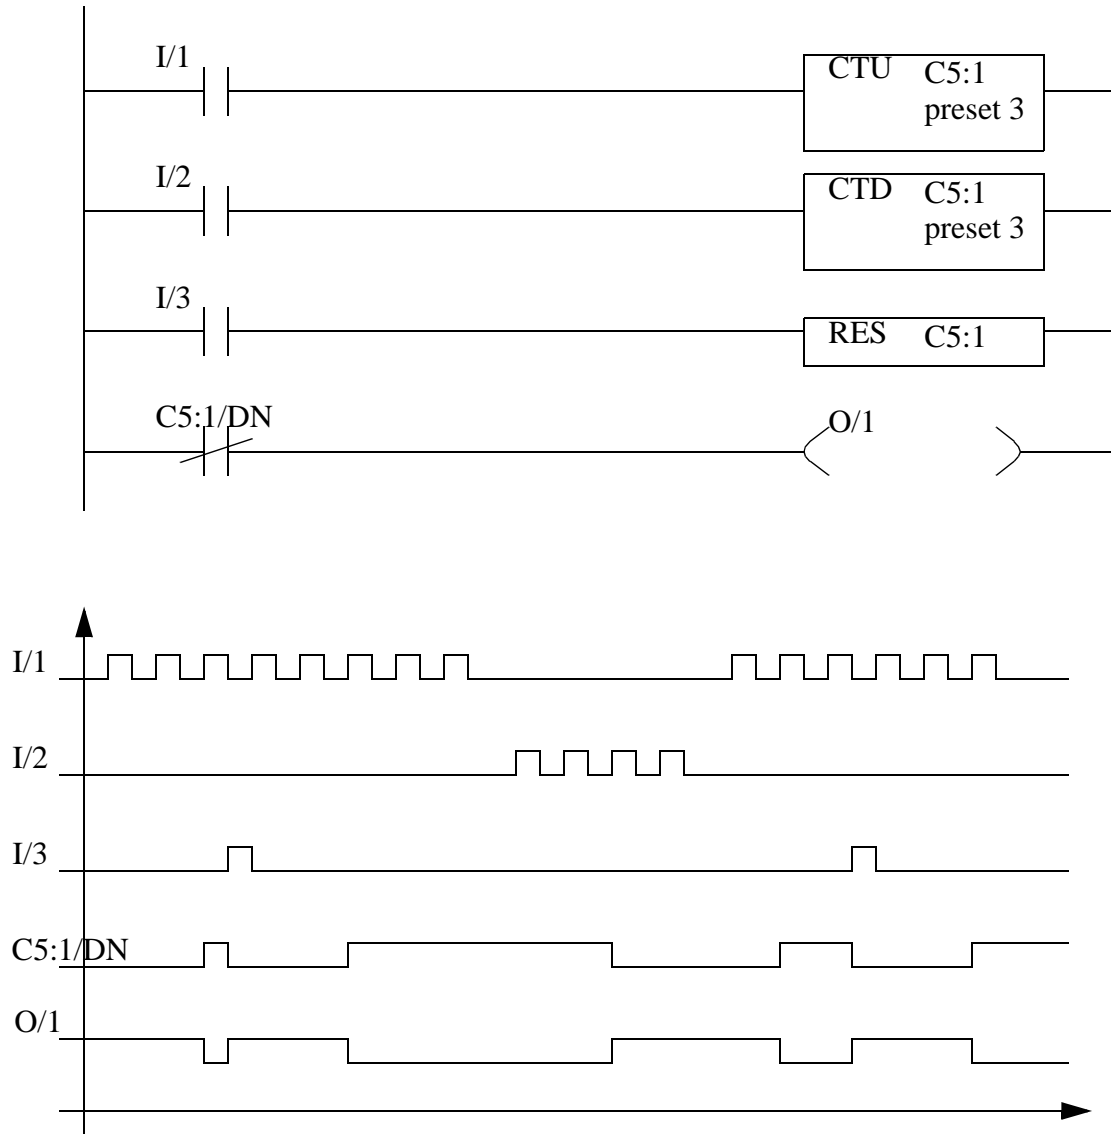 I/1
CTU C5:1
preset 3
I/2
CTD C5:1
preset 3
I/3
RES C5:1
C5:1/DN
O/1
I/1
I/2
I/3
C5:1/DN
O/1